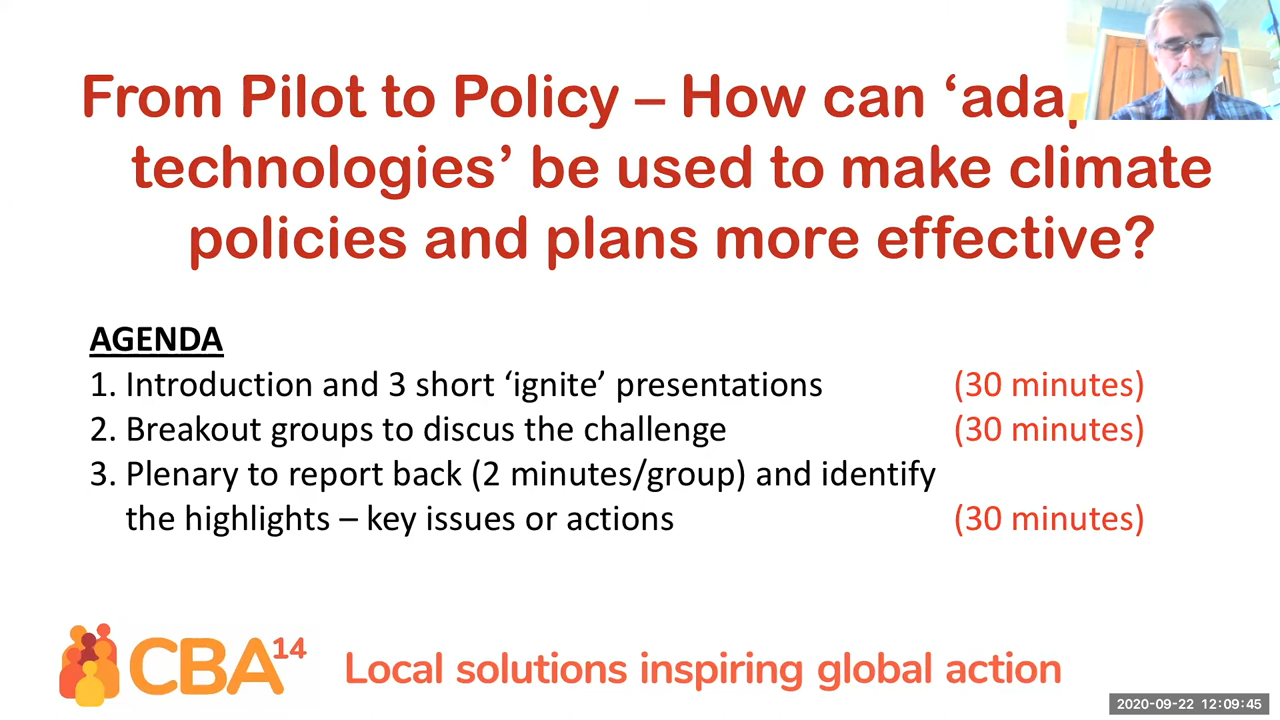 From Pilot to Policy – How can ‘ada
technologies’ be used to make climate
policies and plans more effective?
AGENDA
1. Introduction and 3 short ‘ignite’ presentations (30 minutes)
2. Breakout groups to discus the challenge (30 minutes)
3. Plenary to report back (2 minutes/group) and identify
the highlights – key issues or actions (30 minutes)
CBA14 Local solutions inspiring global action
2020-09-22 12:09:45